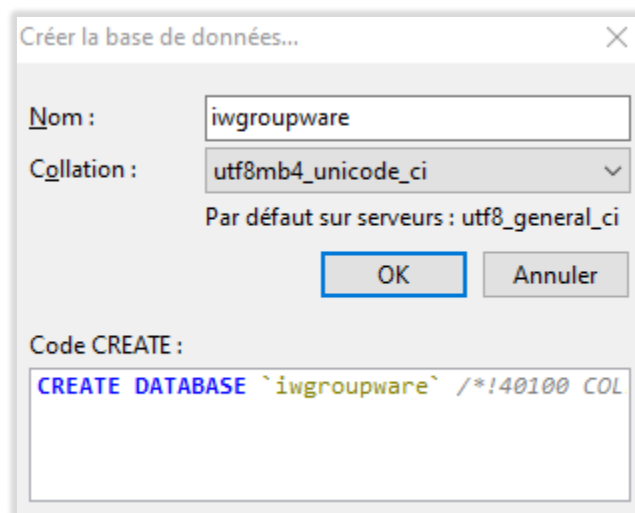 Créer la base de données...
Nom : iwgroupware
Collation : utf8mb4_unicode_ci
Par défaut sur serveurs : utf8_general_ci
OK Annuler
Code CREATE :
CREATE DATABASE `iwgroupware` /*!40100 COL